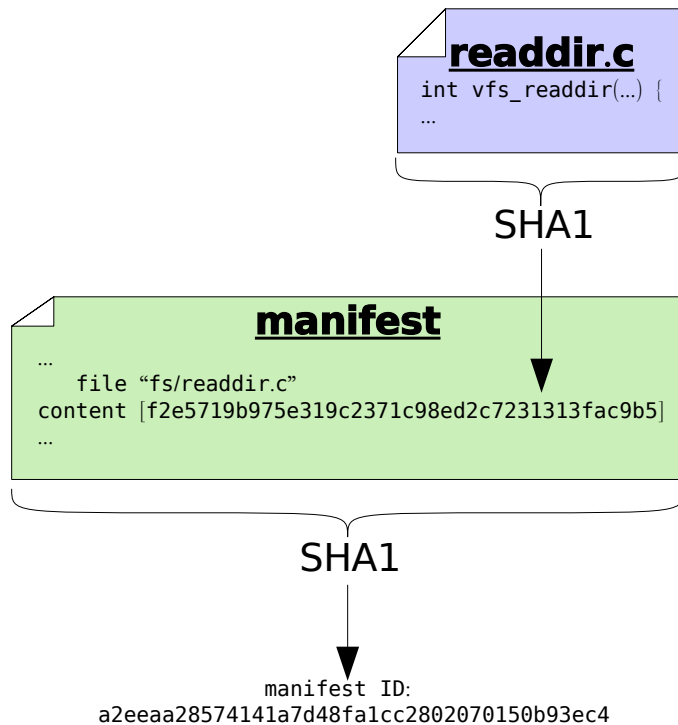 readdir.c
int vfs_readdir(...) {
...
SHA1
manifest
...
file “fs/readdir.c”
content [f2e5719b975e319c2371c98ed2c7231313fac9b5]
...
SHA1
manifest ID:
a2eeaa28574141a7d48fa1cc2802070150b93ec4